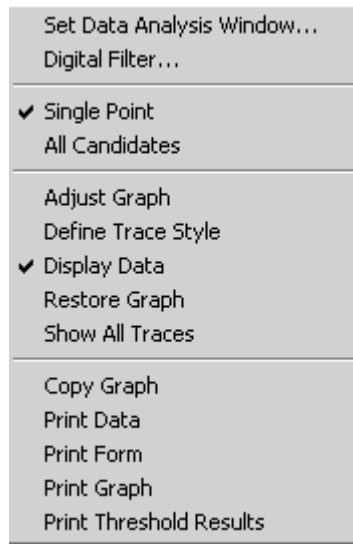 Set Data Analysis Window...
Digital Filter...
Single Point
All Candidates
Adjust Graph
Define Trace Style
Display Data
Restore Graph
Show All Traces
Copy Graph
Print Data
Print Form
Print Graph
Print Threshold Results